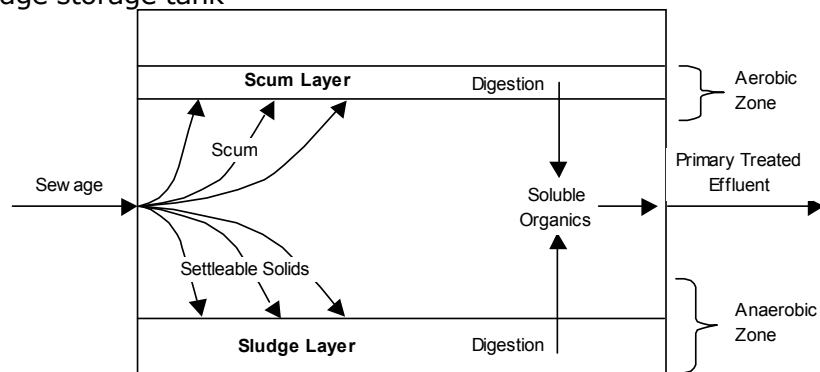 dge storage tank
Scum Layer
Digestion
Aerobic
Zone
Scum
Primary Treated
Effluent
Sewage
Soluble
Organics
Settleable Solids
Anaerobic
Zone
Sludge Layer
Digestion